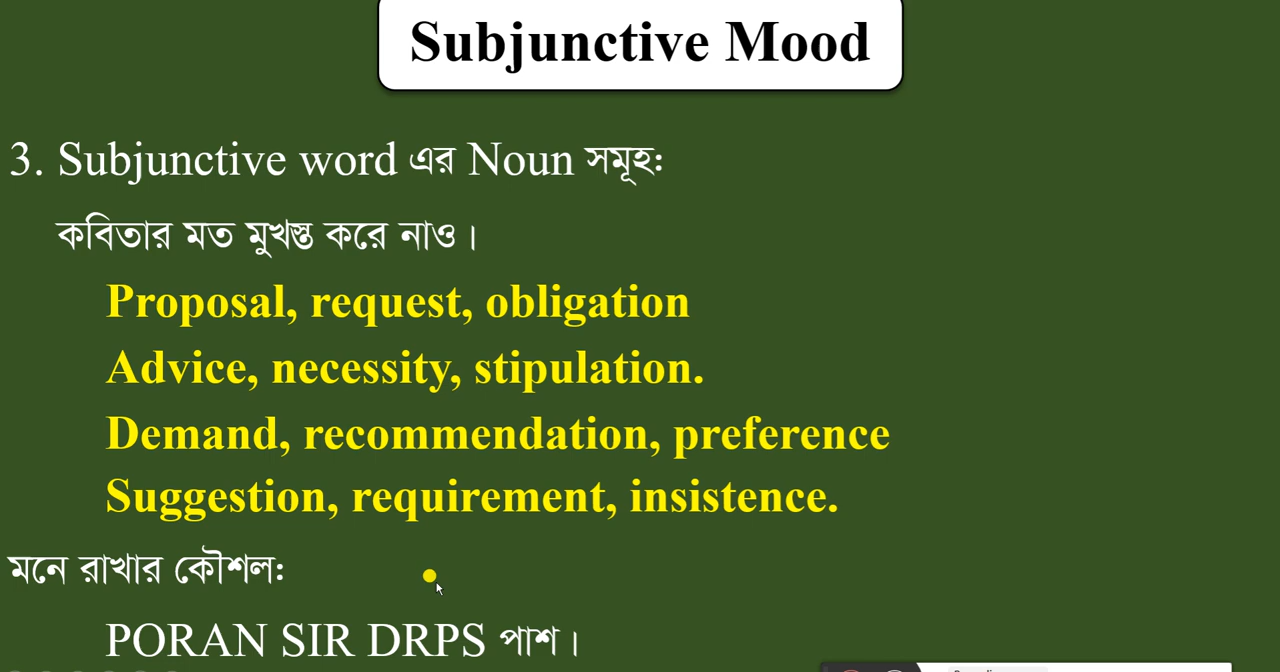 Subjunctive Mood
3. Subjunctive word এর Noun সমূহঃ
কবিতার মত মুখস্ত করে নাও।
Proposal, request, obligation
Advice, necessity, stipulation.
Demand, recommendation, preference
Suggestion, requirement, insistence.
মনে রাখার কৌশলঃ
PORAN SIR DRPS পাশ।